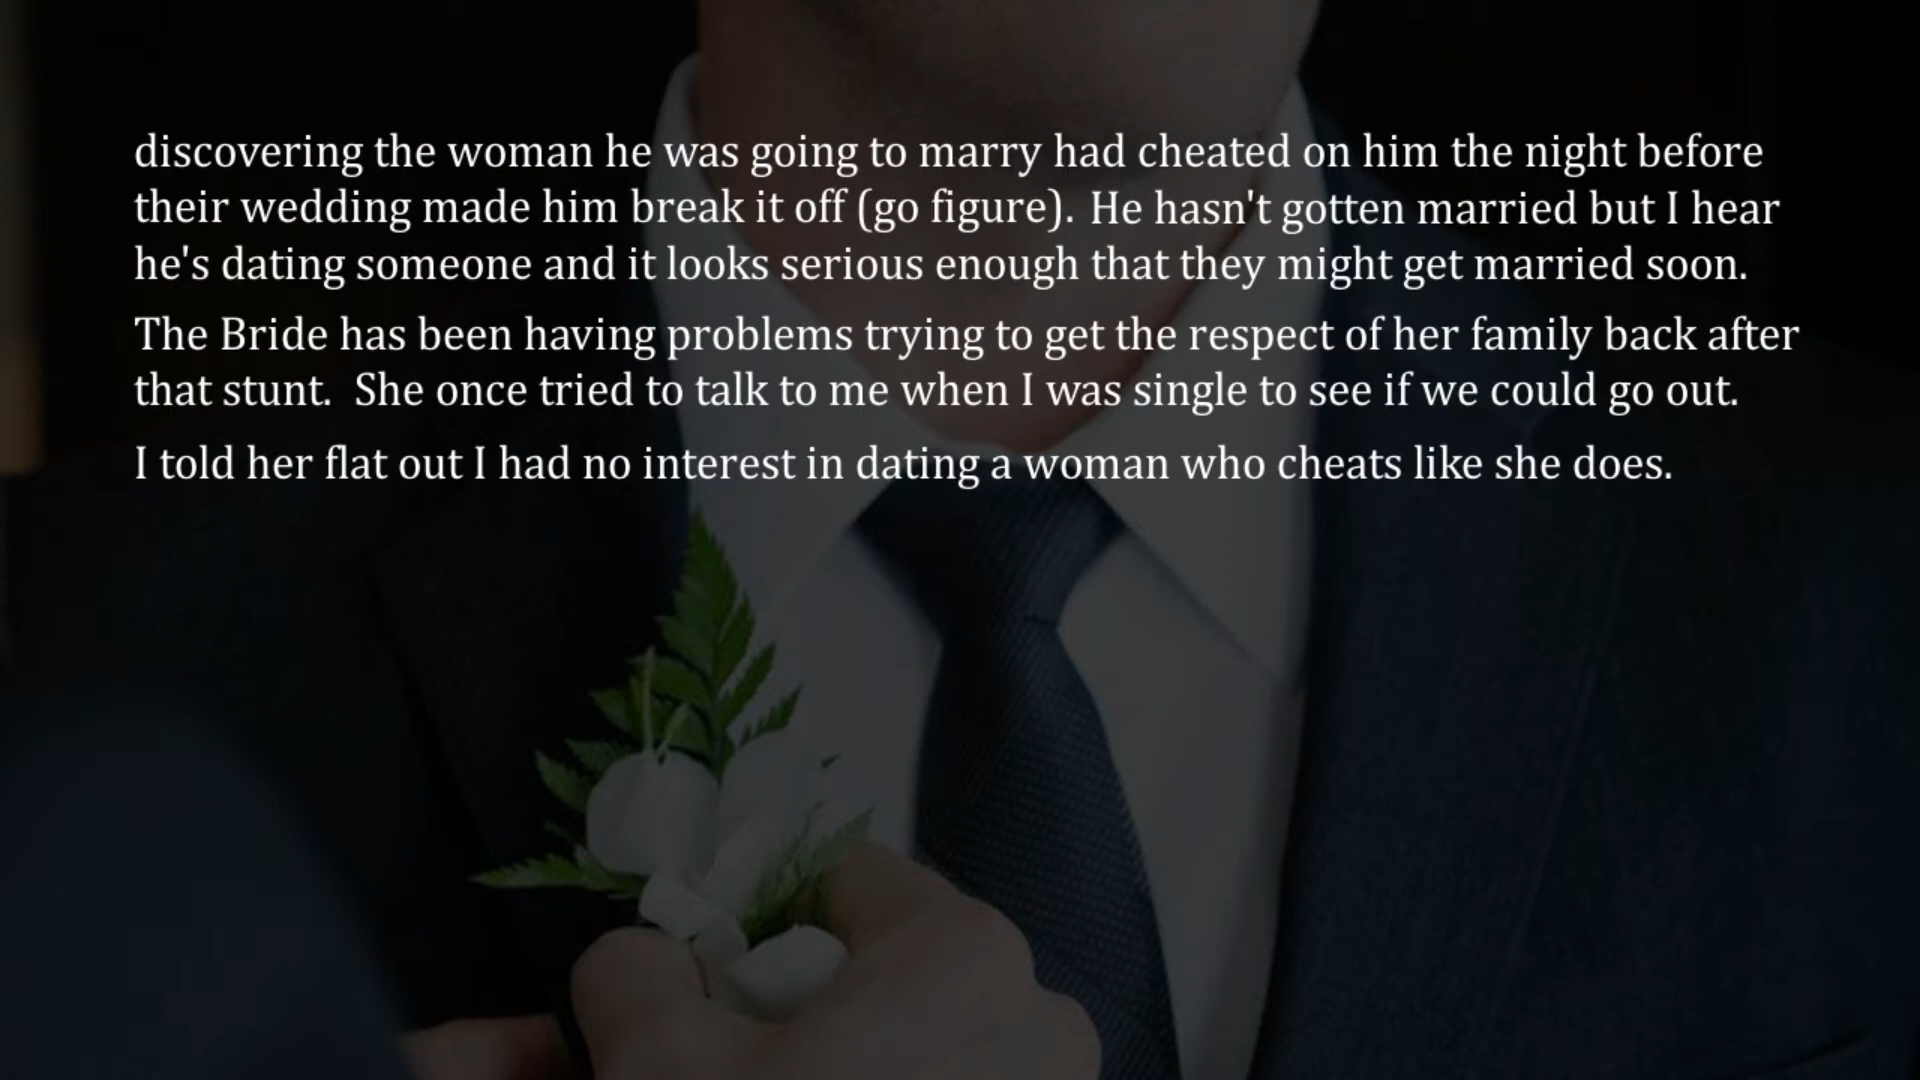 discovering the woman he was going to marry had cheated on him the night before
their wedding made him break it off (go figure). He hasn't gotten married but I hear
he's dating someone and it looks serious enough that they might get married soon.
The Bride has been having problems trying to get the respect of her family back after
that stunt.  She once tried to talk to me when I was single to see if we could go out.
I told her flat out I had no interest in dating a woman who cheats like she does.